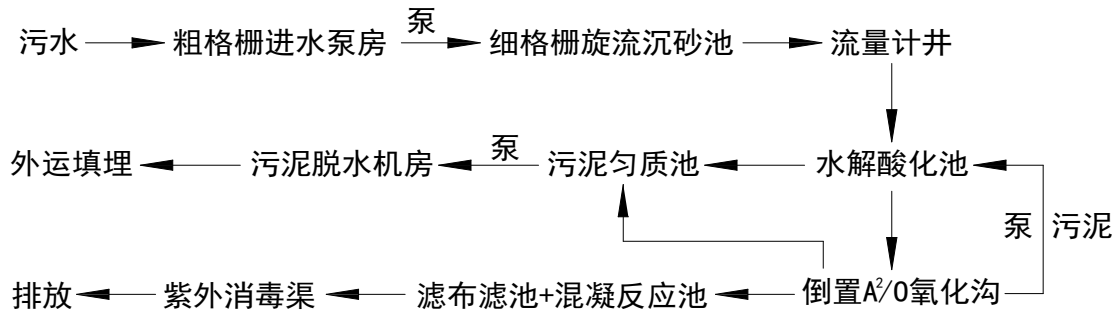 污水 粗格栅进水泵房 泵 细格栅旋流沉砂池 流量计井
外运填埋 污泥脱水机房 泵 污泥匀质池 水解酸化池
泵 污泥
排放 紫外消毒渠 滤布滤池+混凝反应池 倒置A²/O氧化沟